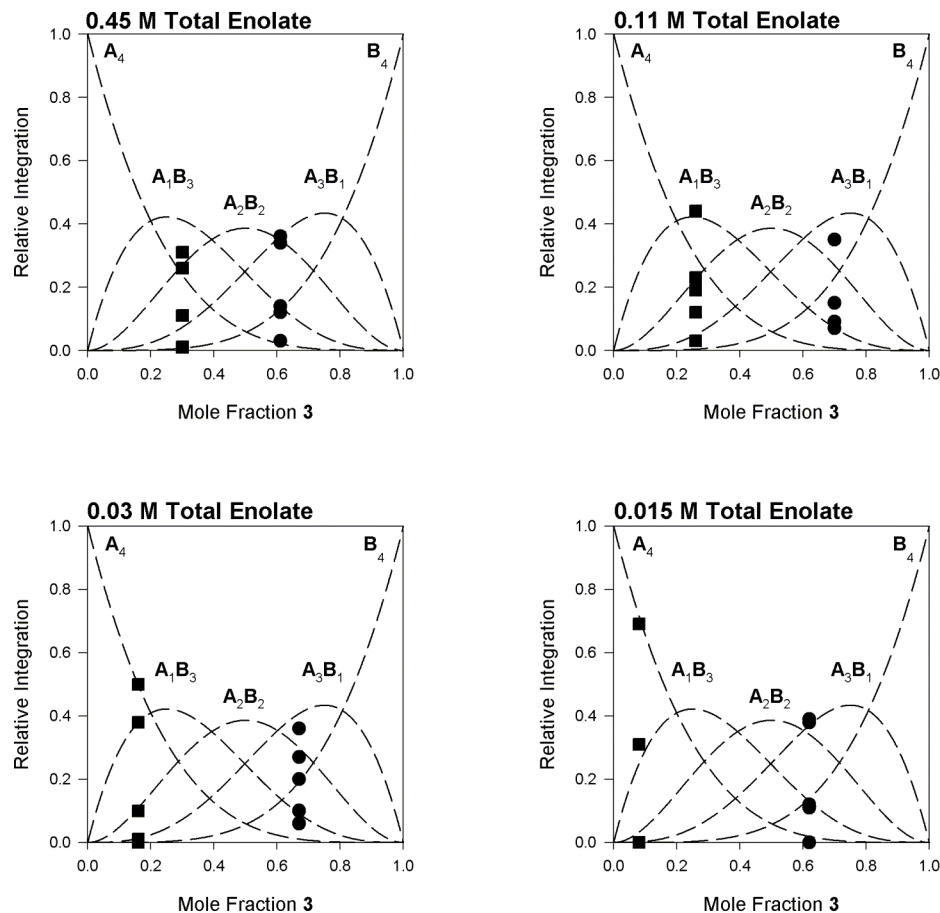 0.45 M Total Enolate
A₄
B₄
A₁B₃
A₂B₂
A₃B₁
Relative Integration
1.0
0.8
0.6
0.4
0.2
0.0
0.0 0.2 0.4 0.6 0.8 1.0
Mole Fraction 3
0.11 M Total Enolate
A₄
B₄
A₁B₃
A₂B₂
A₃B₁
Relative Integration
1.0
0.8
0.6
0.4
0.2
0.0
0.0 0.2 0.4 0.6 0.8 1.0
Mole Fraction 3
0.03 M Total Enolate
A₄
B₄
A₁B₃
A₂B₂
A₃B₁
Relative Integration
1.0
0.8
0.6
0.4
0.2
0.0
0.0 0.2 0.4 0.6 0.8 1.0
Mole Fraction 3
0.015 M Total Enolate
A₄
B₄
A₁B₃
A₂B₂
A₃B₁
Relative Integration
1.0
0.8
0.6
0.4
0.2
0.0
0.0 0.2 0.4 0.6 0.8 1.0
Mole Fraction 3